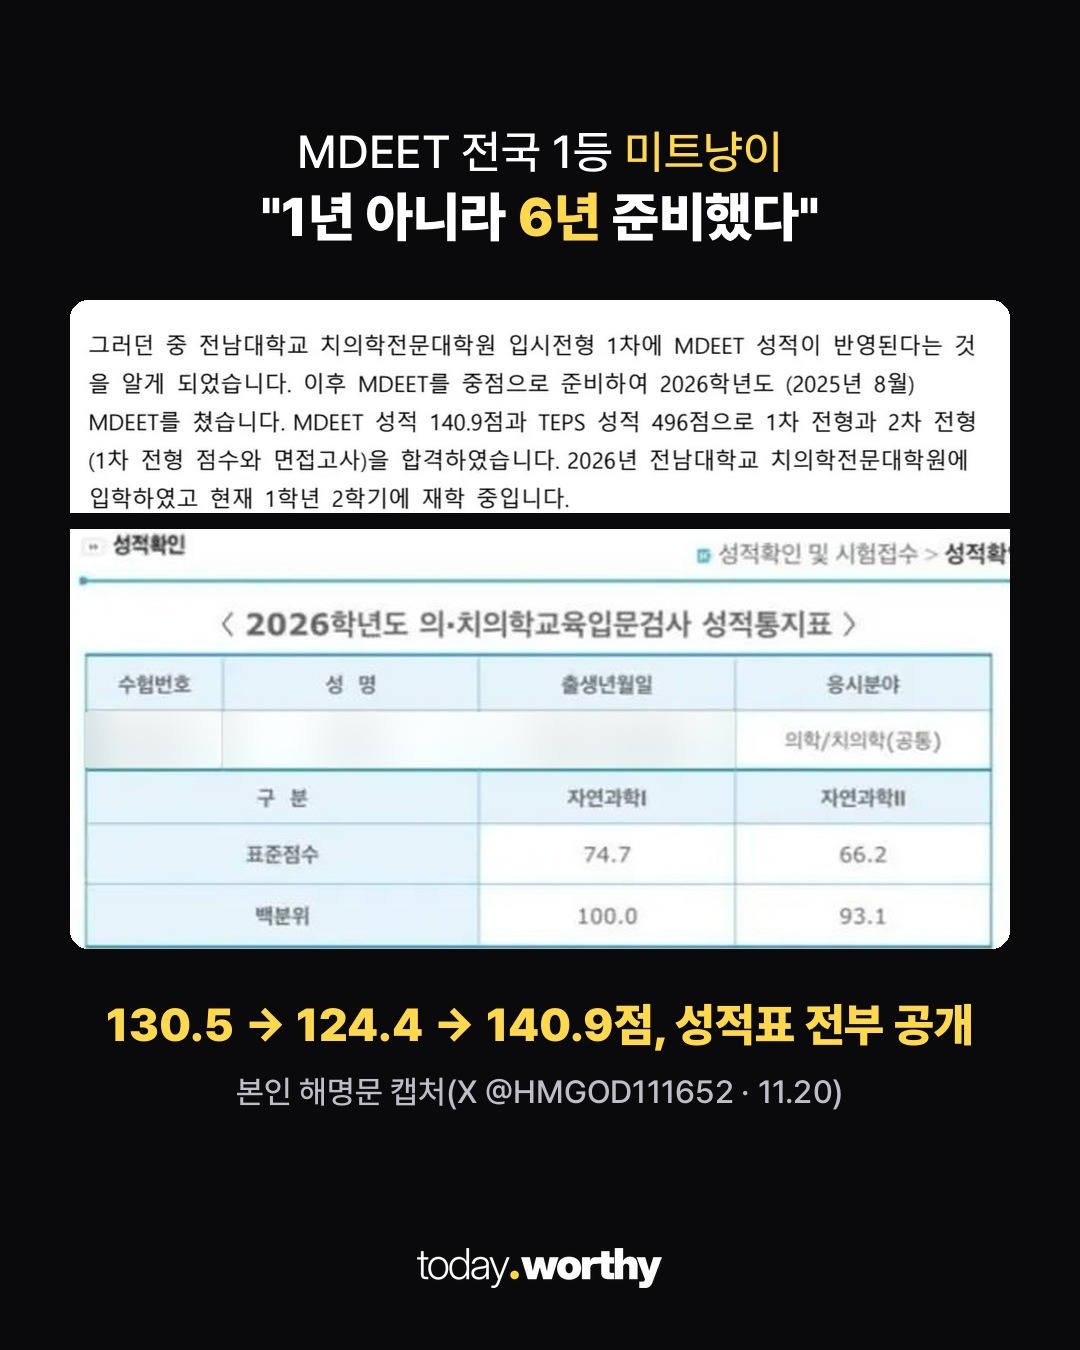 MDEET 전국 1등 미트냥이
"1년 아니라 6년 준비했다"
그러던 중 전남대학교 치의학전문대학원 입시전형 1차에 MDEET 성적이 반영된다는 것
을 알게 되었습니다. 이후 MDEET를 중점으로 준비하여 2026학년도 (2025년 8월)
MDEET를 쳤습니다. MDEET 성적 140.9점과 TEPS 성적 496점으로 1차 전형과 2차 전형
(1차 전형 점수와 면접고사)을 합격하였습니다. 2026년 전남대학교 치의학전문대학원에
입학하였고 현재 1학년 2학기에 재학 중입니다.
성적확인
성적확인 및 시험접수 > 성적확인
〈 2026학년도 의·치의학교육입문검사 성적통지표 〉
수험번호 성 명 출생년월일 응시분야
의학/치의학(공통)
구 분 자연과학I 자연과학II
표준점수 74.7 66.2
백분위 100.0 93.1
130.5 → 124.4 → 140.9점, 성적표 전부 공개
본인 해명문 캡처(X @HMGOD111652 · 11.20)
today.worthy